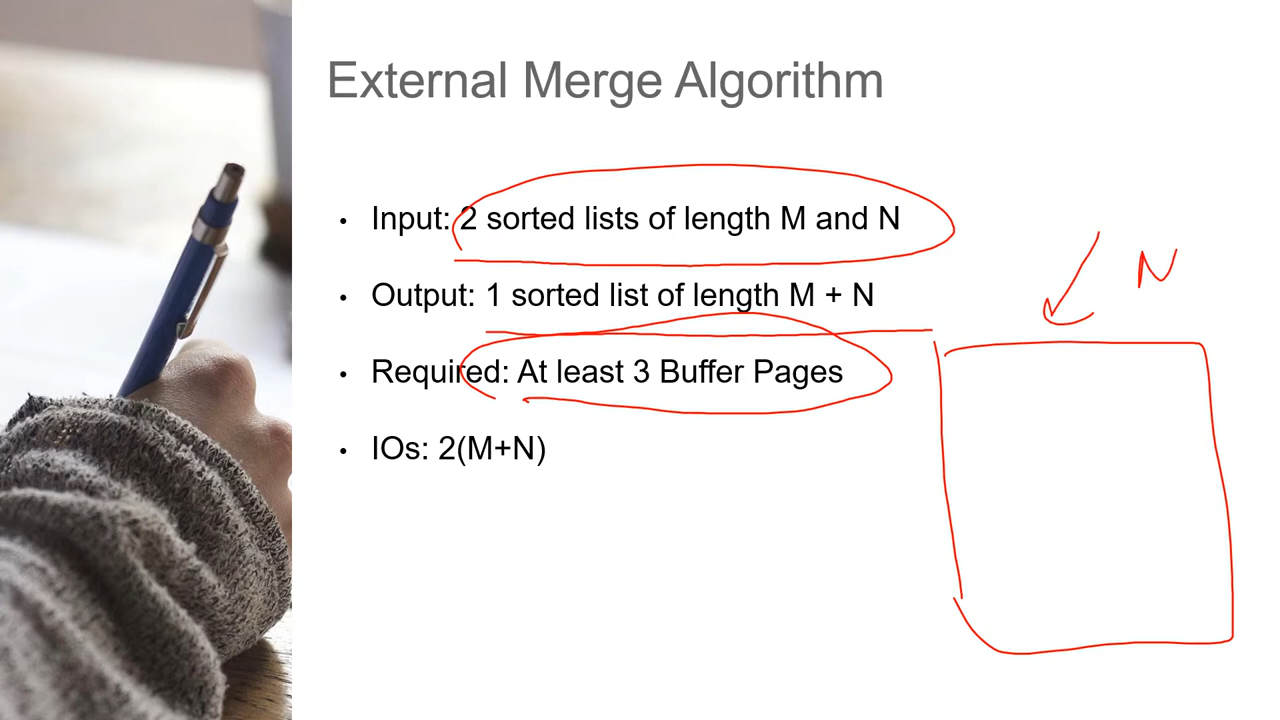 External Merge Algorithm
• Input: 2 sorted lists of length M and N
• Output: 1 sorted list of length M + N
• Required: At least 3 Buffer Pages
• IOs: 2(M+N)
N